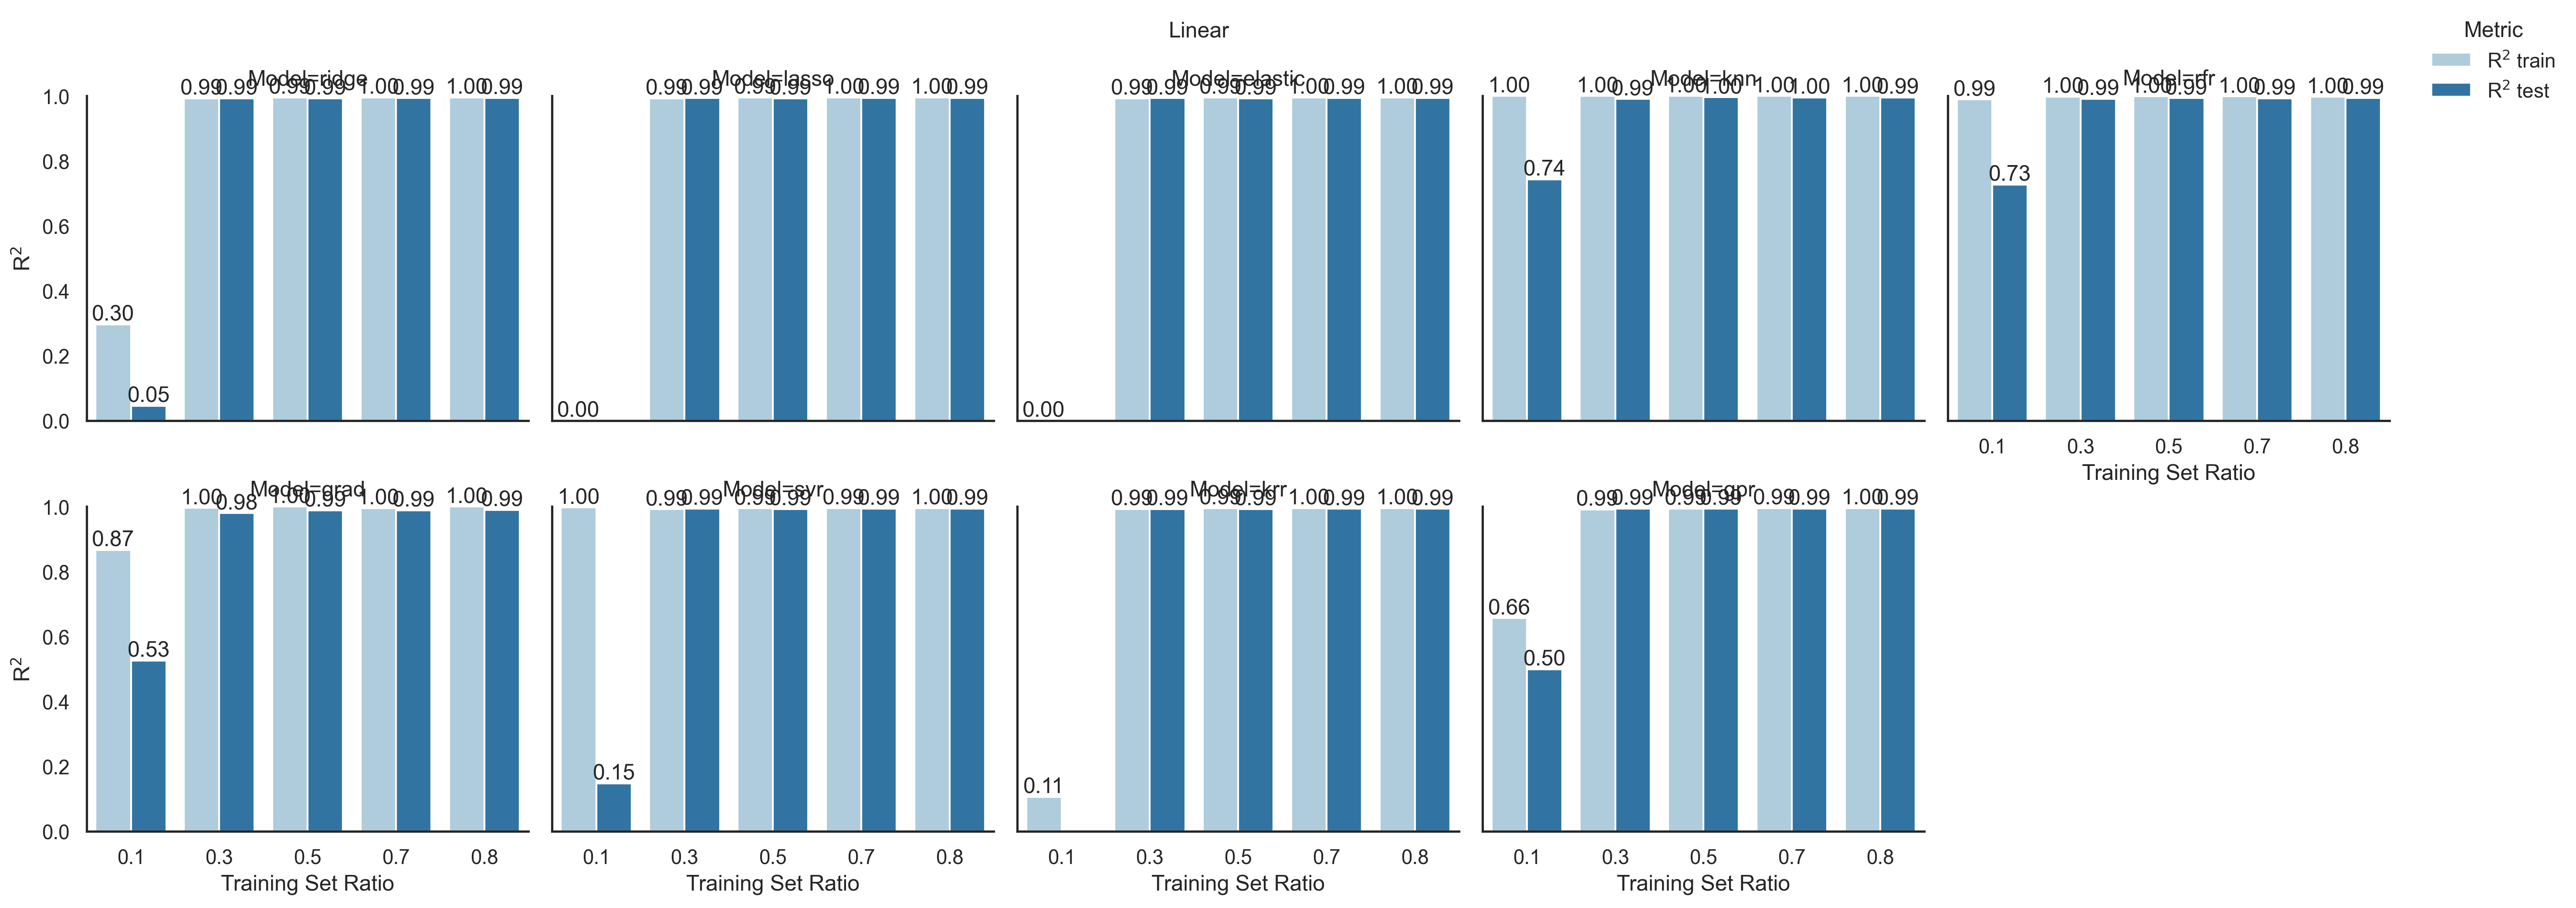 Linear
Metric
R² train
R² test
Model=ridge
Model=lasso
Model=elastic
Model=knn
Model=rfr
R²
1.0
0.8
0.6
0.4
0.2
0.0
0.30 0.05 0.99 0.99 0.99 0.99 1.00 0.99 1.00 0.99
0.00 0.99 0.99 0.99 0.99 1.00 0.99 1.00 0.99
0.00 0.99 0.99 0.99 0.99 1.00 0.99 1.00 0.99
1.00 0.74 1.00 0.99 1.00 1.00 1.00 1.00 1.00 0.99
0.99 0.73 1.00 0.99 1.00 0.99 1.00 0.99 1.00 0.99
0.1 0.3 0.5 0.7 0.8
Training Set Ratio
Model=grad
Model=svr
Model=krr
Model=gpr
R²
1.0
0.8
0.6
0.4
0.2
0.0
0.87 0.53 1.00 0.98 1.00 0.99 1.00 0.99 1.00 0.99
1.00 0.15 0.99 0.99 0.99 0.99 0.99 0.99 1.00 0.99
0.11 0.99 0.99 0.99 0.99 1.00 0.99 1.00 0.99
0.66 0.50 0.99 0.99 0.99 0.99 0.99 0.99 1.00 0.99
0.1 0.3 0.5 0.7 0.8
Training Set Ratio
0.1 0.3 0.5 0.7 0.8
Training Set Ratio
0.1 0.3 0.5 0.7 0.8
Training Set Ratio
0.1 0.3 0.5 0.7 0.8
Training Set Ratio